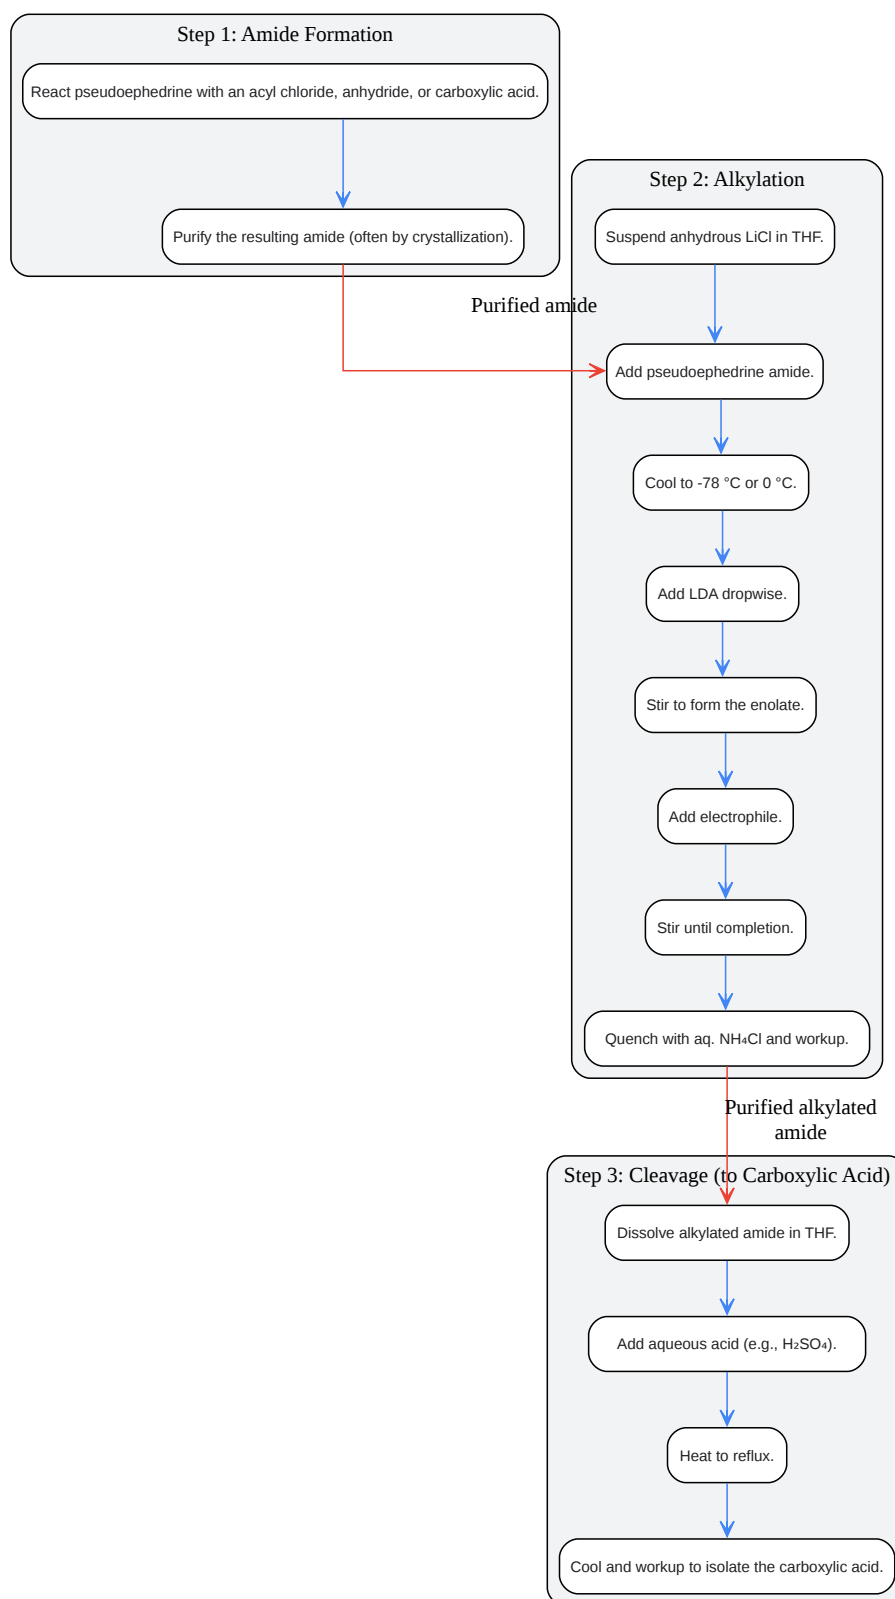 Step 1: Amide Formation
React pseudoephedrine with an acyl chloride, anhydride, or carboxylic acid.
Purify the resulting amide (often by crystallization).
Purified amide
Step 2: Alkylation
Suspend anhydrous LiCl in THF.
Add pseudoephedrine amide.
Cool to -78 °C or 0 °C.
Add LDA dropwise.
Stir to form the enolate.
Add electrophile.
Stir until completion.
Quench with aq. NH₄Cl and workup.
Purified alkylated
amide
Step 3: Cleavage (to Carboxylic Acid)
Dissolve alkylated amide in THF.
Add aqueous acid (e.g., H₂SO₄).
Heat to reflux.
Cool and workup to isolate the carboxylic acid.